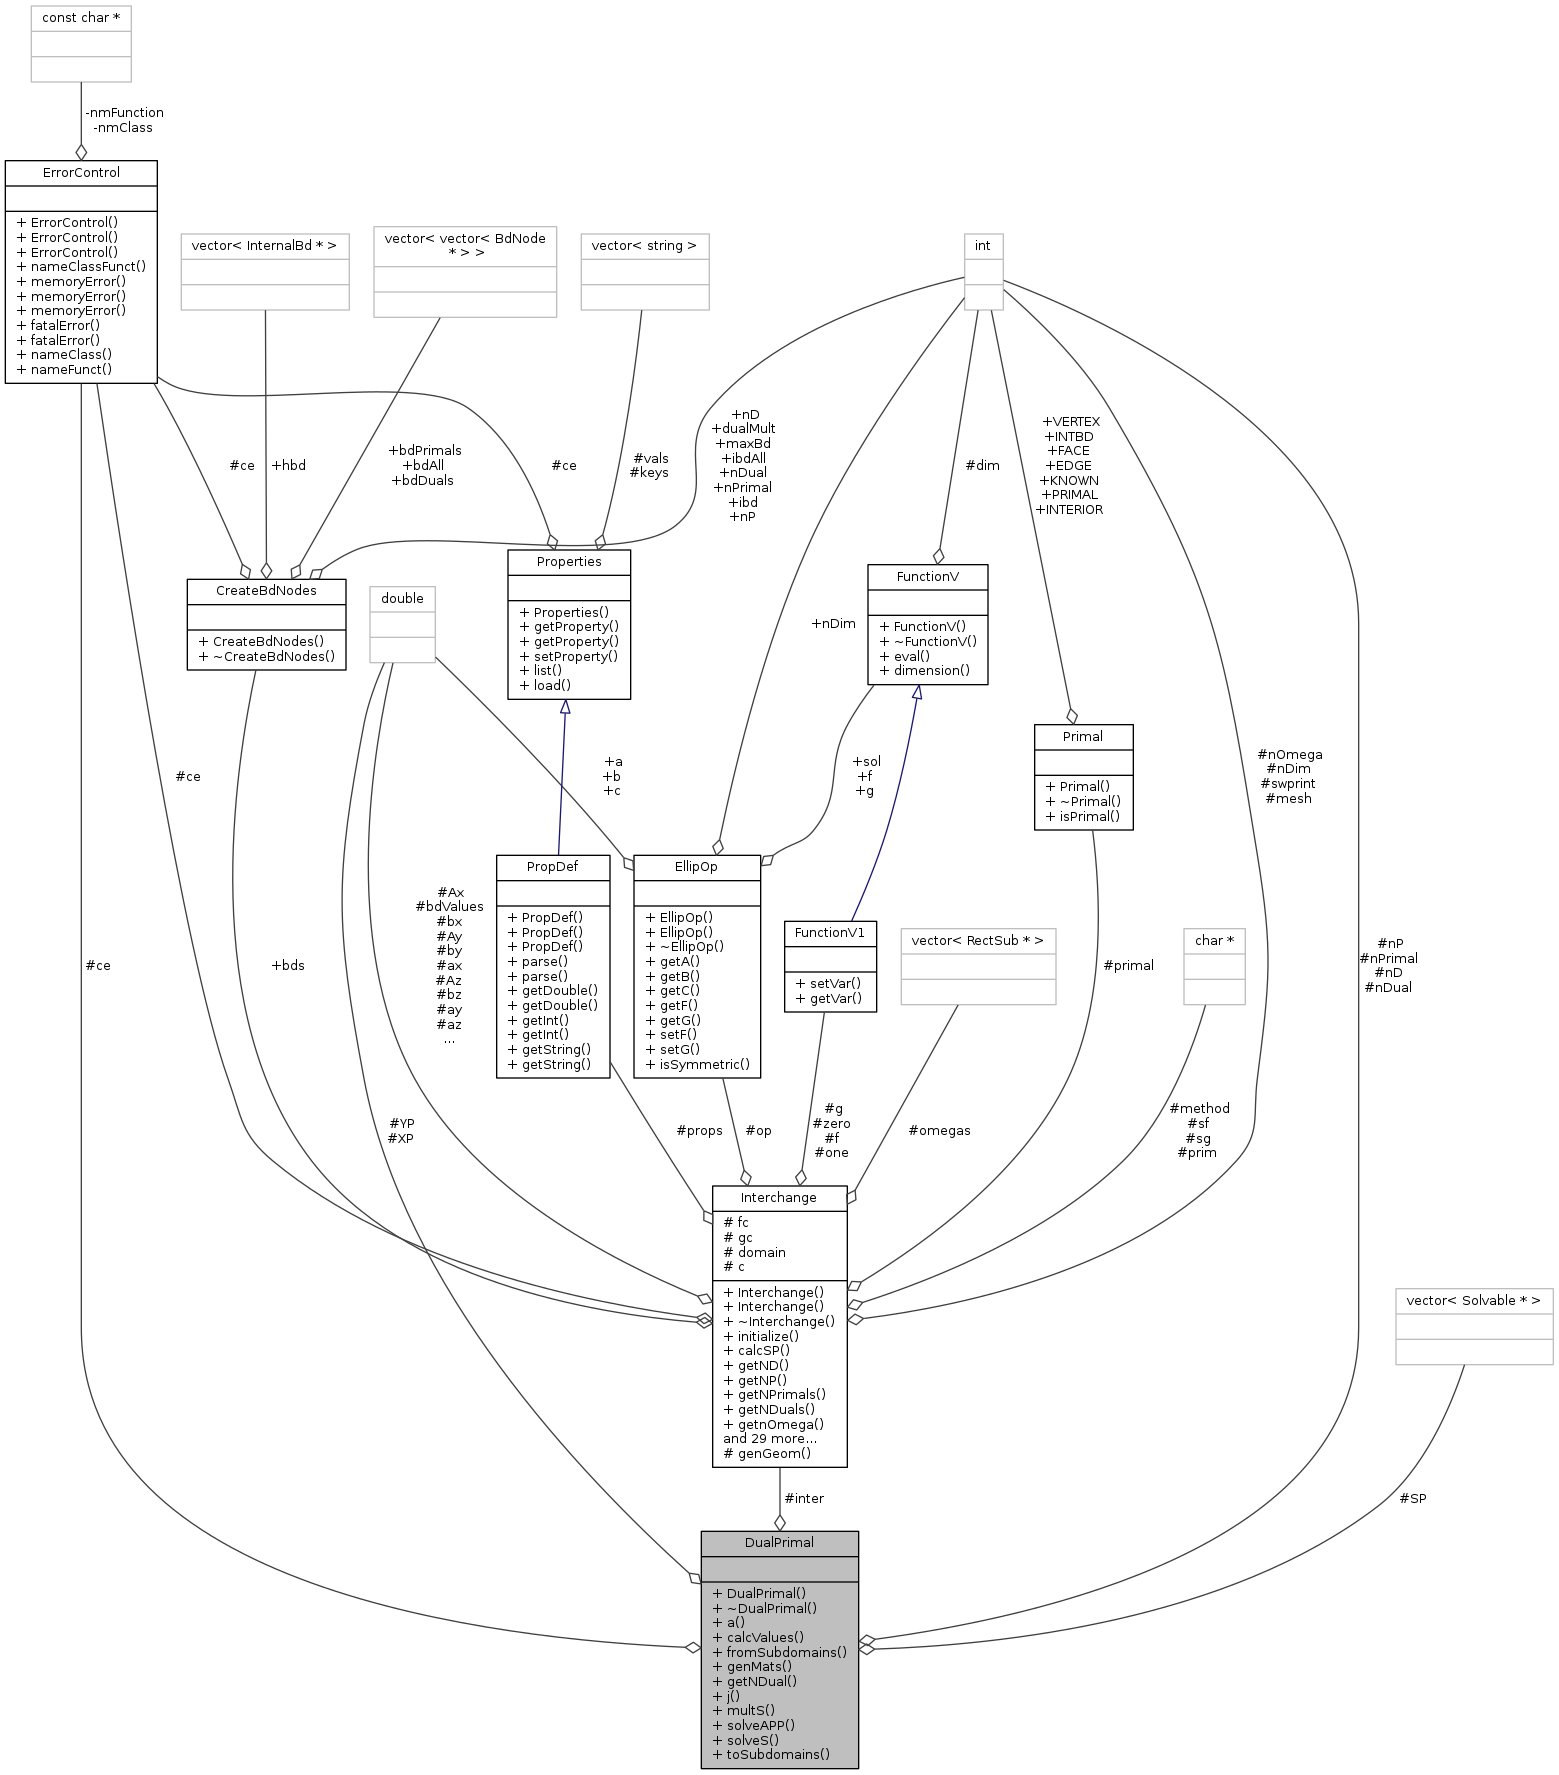 const char *
-nmFunction
-nmClass
ErrorControl
+ ErrorControl()
+ ErrorControl()
+ ErrorControl()
+ nameClassFunct()
+ memoryError()
+ memoryError()
+ memoryError()
+ fatalError()
+ fatalError()
+ nameClass()
+ nameFunct()
vector< InternalBd * >
vector< vector< BdNode
* > >
vector< string >
int
#ce
+hbd
+bdPrimals
+bdAll
+bdDuals
#ce
#vals
#keys
+nD
+dualMult
+maxBd
+ibdAll
+nDual
+nPrimal
+ibd
+nP
#dim
+VERTEX
+INTBD
+FACE
+EDGE
+KNOWN
+PRIMAL
+INTERIOR
CreateBdNodes
+ CreateBdNodes()
+ ~CreateBdNodes()
double
Properties
+ Properties()
+ getProperty()
+ getProperty()
+ setProperty()
+ list()
+ load()
+nDim
FunctionV
+ FunctionV()
+ ~FunctionV()
+ eval()
+ dimension()
Primal
+ Primal()
+ ~Primal()
+ isPrimal()
#ce
+a
+b
+c
+sol
+f
+g
#nOmega
#nDim
#swprint
#mesh
#ce
+bds
#Ax
#bdValues
#bx
#Ay
#by
#ax
#Az
#bz
#ay
#az
...
PropDef
+ PropDef()
+ PropDef()
+ PropDef()
+ parse()
+ parse()
+ getDouble()
+ getDouble()
+ getInt()
+ getInt()
+ getString()
+ getString()
EllipOp
+ EllipOp()
+ EllipOp()
+ ~EllipOp()
+ getA()
+ getB()
+ getC()
+ getF()
+ getG()
+ setF()
+ setG()
+ isSymmetric()
FunctionV1
+ setVar()
+ getVar()
vector< RectSub * >
#primal
char *
#nP
#nPrimal
#nD
#nDual
#YP
#XP
#props
#op
#g
#zero
#f
#one
#omegas
#method
#sf
#sg
#prim
Interchange
# fc
# gc
# domain
# c
+ Interchange()
+ Interchange()
+ ~Interchange()
+ initialize()
+ calcSP()
+ getND()
+ getNP()
+ getNPrimals()
+ getNDuals()
+ getnOmega()
and 29 more...
# genGeom()
vector< Solvable * >
#inter
#SP
DualPrimal
+ DualPrimal()
+ ~DualPrimal()
+ a()
+ calcValues()
+ fromSubdomains()
+ genMats()
+ getNDual()
+ j()
+ multS()
+ solveAPP()
+ solveS()
+ toSubdomains()